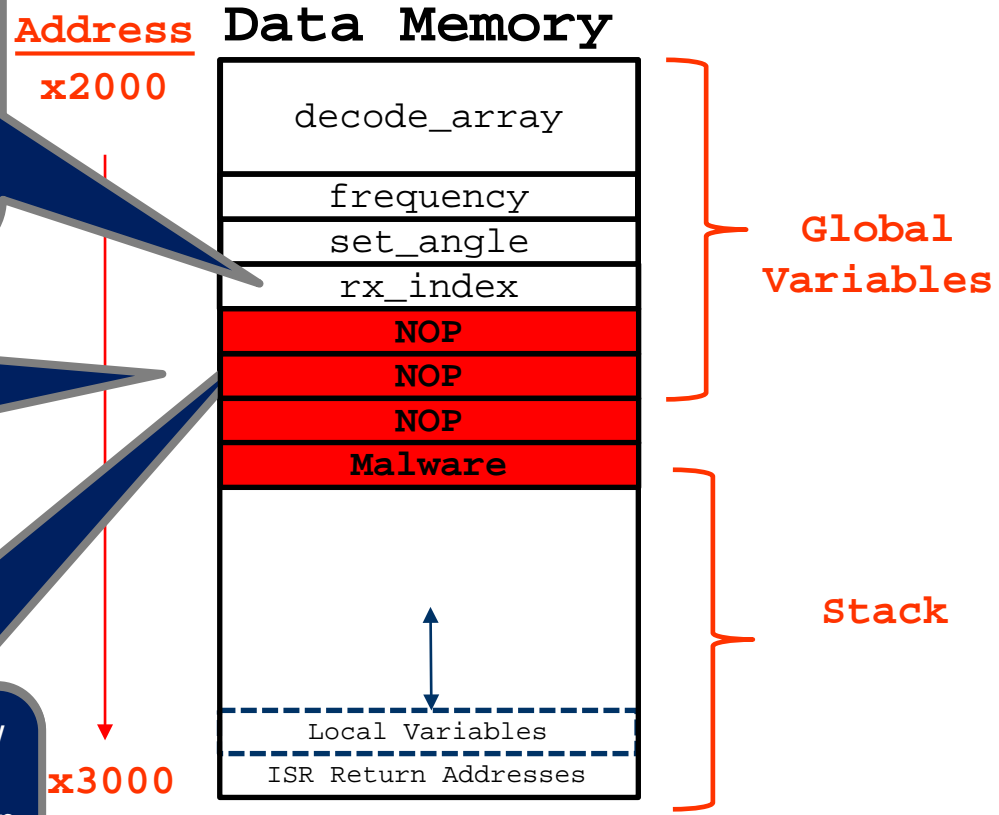 Address
Data Memory
x2000
decode_array
frequency
set_angle
rx_index
NOP
NOP
NOP
Malware
Global
Variables
Stack
Local Variables
ISR Return Addresses
x3000